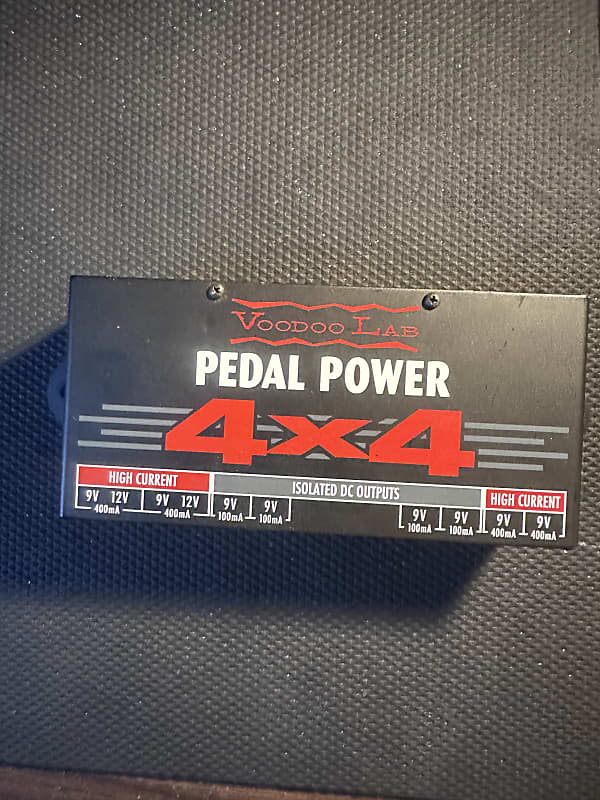 VOODOO LAB
PEDAL POWER
4x4
HIGH CURRENT ISOLATED DC OUTPUTS HIGH CURRENT
9V 12V 9V 12V 9V 9V 9V 9V 9V 9V
400mA 400mA 100mA 100mA 100mA 100mA 400mA 400mA